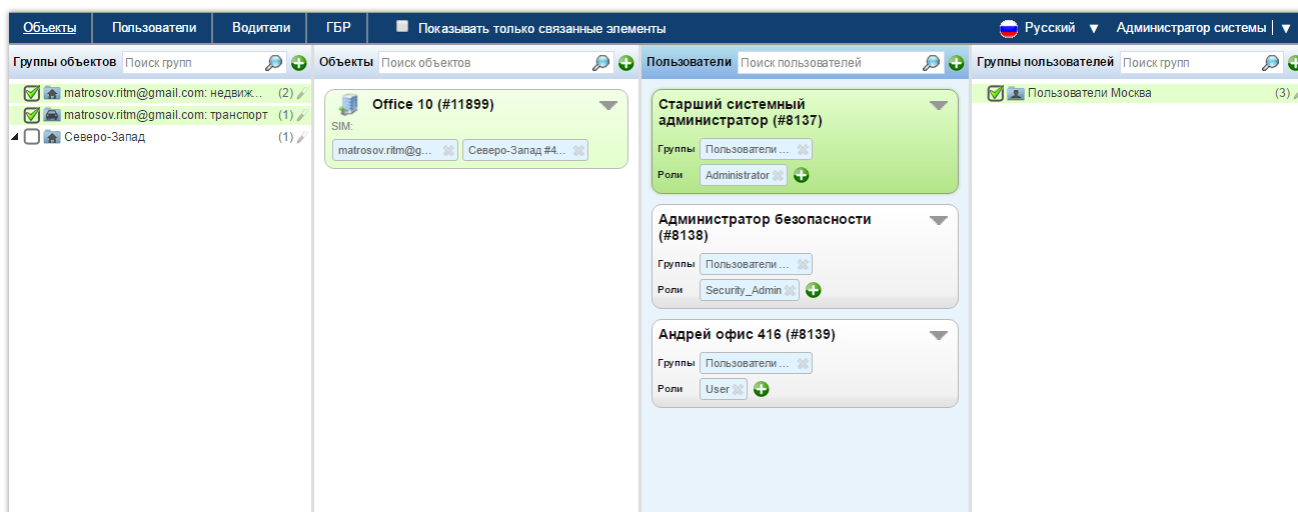 Объекты Пользователи Водители ГБР Показывать только связанные элементы Русский Администратор системы
Группы объектов Поиск групп
matrosov.ritm@gmail.com: недвиж... (2)
matrosov.ritm@gmail.com: транспорт (1)
Северо-Запад (1)
Объекты Поиск объектов
Office 10 (#11899)
SIM:
matrosov.ritm@g... Северо-Запад #4...
Пользователи Поиск пользователей
Старший системный
администратор (#8137)
Группы Пользователи ...
Роли Administrator
Администратор безопасности
(#8138)
Группы Пользователи ...
Роли Security_Admin
Андрей офис 416 (#8139)
Группы Пользователи ...
Роли User
Группы пользователей Поиск групп
Пользователи Москва (3)